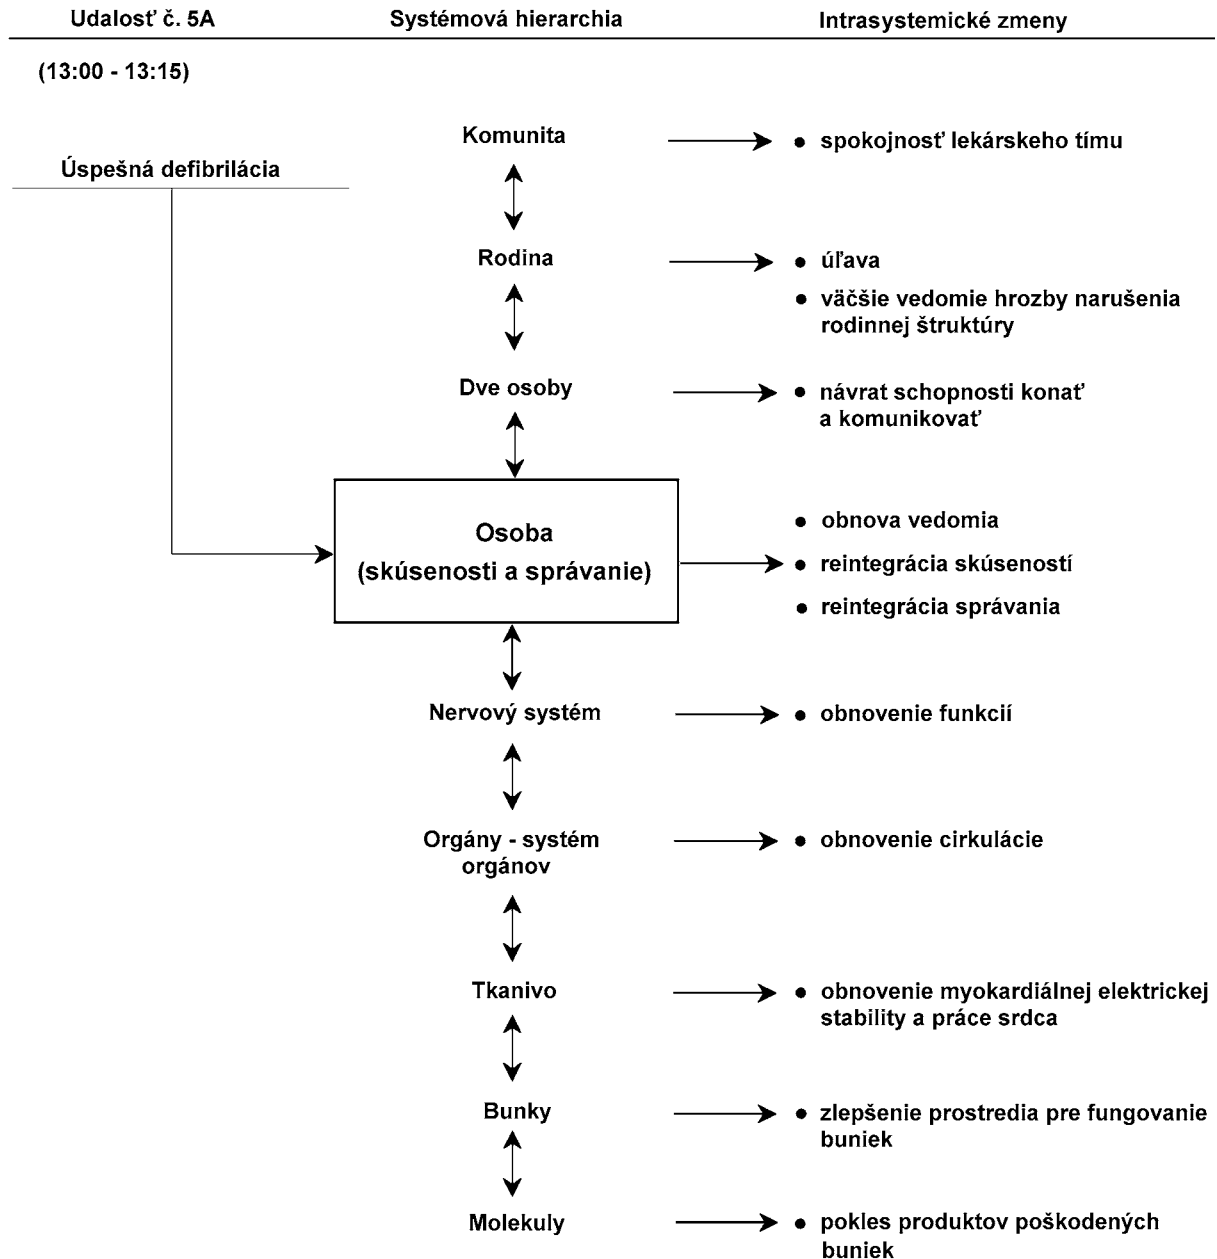 Udalosť č. 5A
Systémová hierarchia
Intrasystemické zmeny
(13:00 - 13:15)
Komunita
• spokojnosť lekárskeho tímu
Úspešná defibrilácia
Rodina
• úľava
• väčšie vedomie hrozby narušenia
rodinnej štruktúry
Dve osoby
• návrat schopnosti konať
a komunikovať
Osoba
(skúsenosti a správanie)
• obnova vedomia
• reintegrácia skúseností
• reintegrácia správania
Nervový systém
• obnovenie funkcií
Orgány - systém
orgánov
• obnovenie cirkulácie
Tkanivo
• obnovenie myokardiálnej elektrickej
stability a práce srdca
Bunky
• zlepšenie prostredia pre fungovanie
buniek
Molekuly
• pokles produktov poškodených
buniek